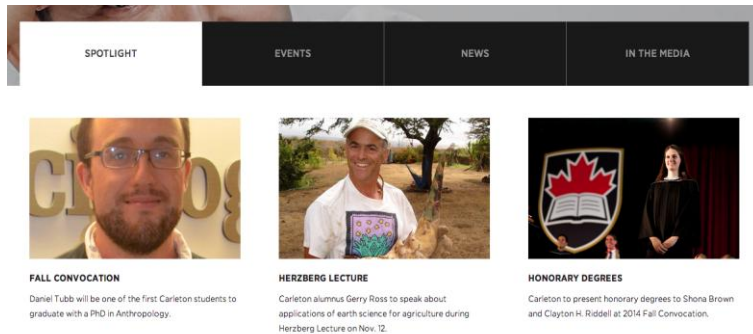 SPOTLIGHT
EVENTS
NEWS
IN THE MEDIA
FALL CONVOCATION
Daniel Tubb will be one of the first Carleton students to
graduate with a PhD in Anthropology.
HERZBERG LECTURE
Carleton alumnus Gerry Ross to speak about
applications of earth science for agriculture during
Herzberg Lecture on Nov. 12.
HONORARY DEGREES
Carleton to present honorary degrees to Shona Brown
and Clayton H. Riddell at 2014 Fall Convocation.